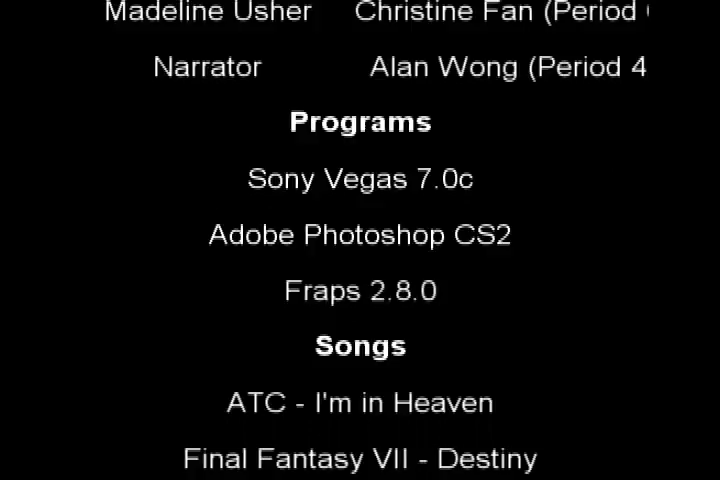 Madeline Usher Christine Fan (Period
Narrator Alan Wong (Period 4
Programs
Sony Vegas 7.0c
Adobe Photoshop CS2
Fraps 2.8.0
Songs
ATC - I'm in Heaven
Final Fantasy VII - Destiny